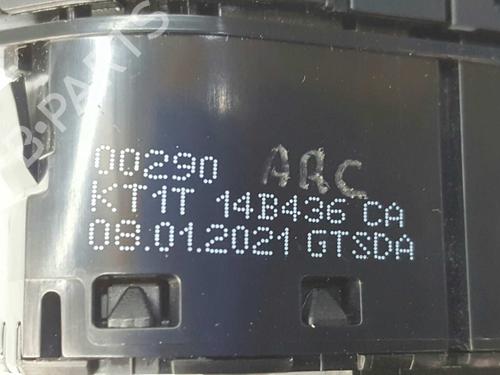 00290 ARC
KT1T 14B436 CA
08.01.2021 GTSDA
B-PARTS